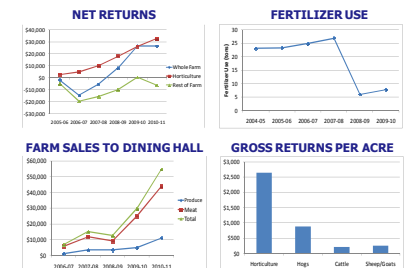 NET RETURNS
$40,000
$30,000
$20,000
$10,000
$0
-$10,000
-$20,000
-$30,000
2005-06 2006-07 2007-08 2008-09 2009-10 2010-11
Whole Farm
Horticulture
Rest of Farm
FERTILIZER USE
Fertilizer Use (tons)
30
25
20
15
10
5
0
2004-05 2005-06 2006-07 2007-08 2008-09 2009-10
FARM SALES TO DINING HALL
$60,000
$50,000
$40,000
$30,000
$20,000
$10,000
$0
2006-07 2007-08 2008-09 2009-10 2010-11
Produce
Meat
Total
GROSS RETURNS PER ACRE
$3,000
$2,500
$2,000
$1,500
$1,000
$500
$0
Horticulture Hogs Cattle Sheep/Goats